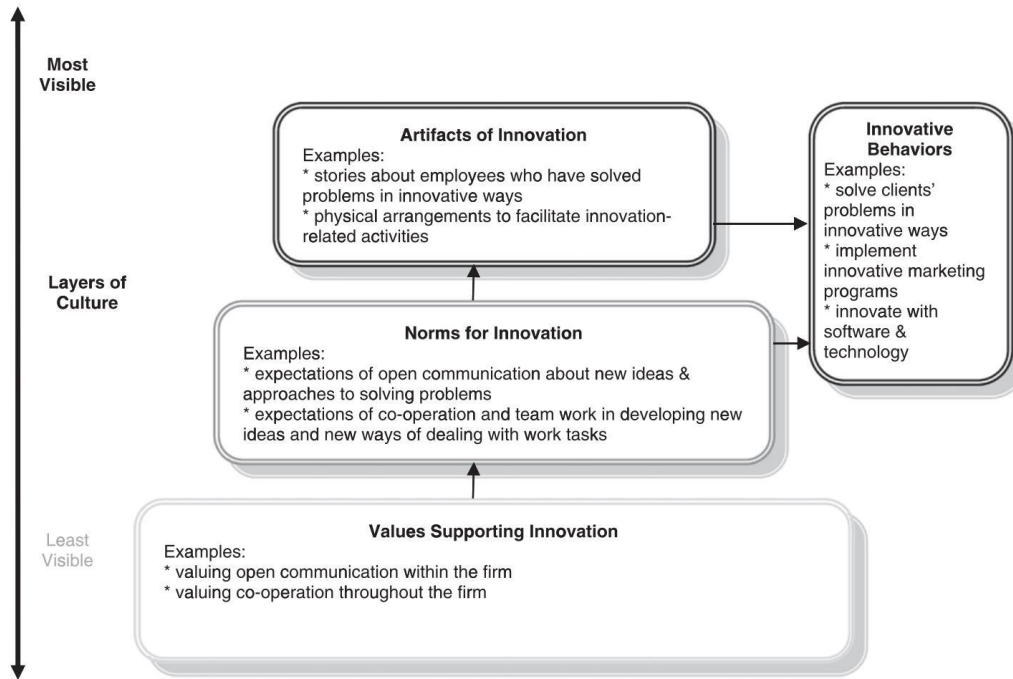 Most
Visible
Artifacts of Innovation
Examples:
* stories about employees who have solved
problems in innovative ways
* physical arrangements to facilitate innovation-
related activities
Innovative
Behaviors
Examples:
* solve clients'
problems in
innovative ways
* implement
innovative marketing
programs
* innovate with
software &
technology
Layers of
Culture
Norms for Innovation
Examples:
* expectations of open communication about new ideas &
approaches to solving problems
* expectations of co-operation and team work in developing new
ideas and new ways of dealing with work tasks
Least
Visible
Values Supporting Innovation
Examples:
* valuing open communication within the firm
* valuing co-operation throughout the firm